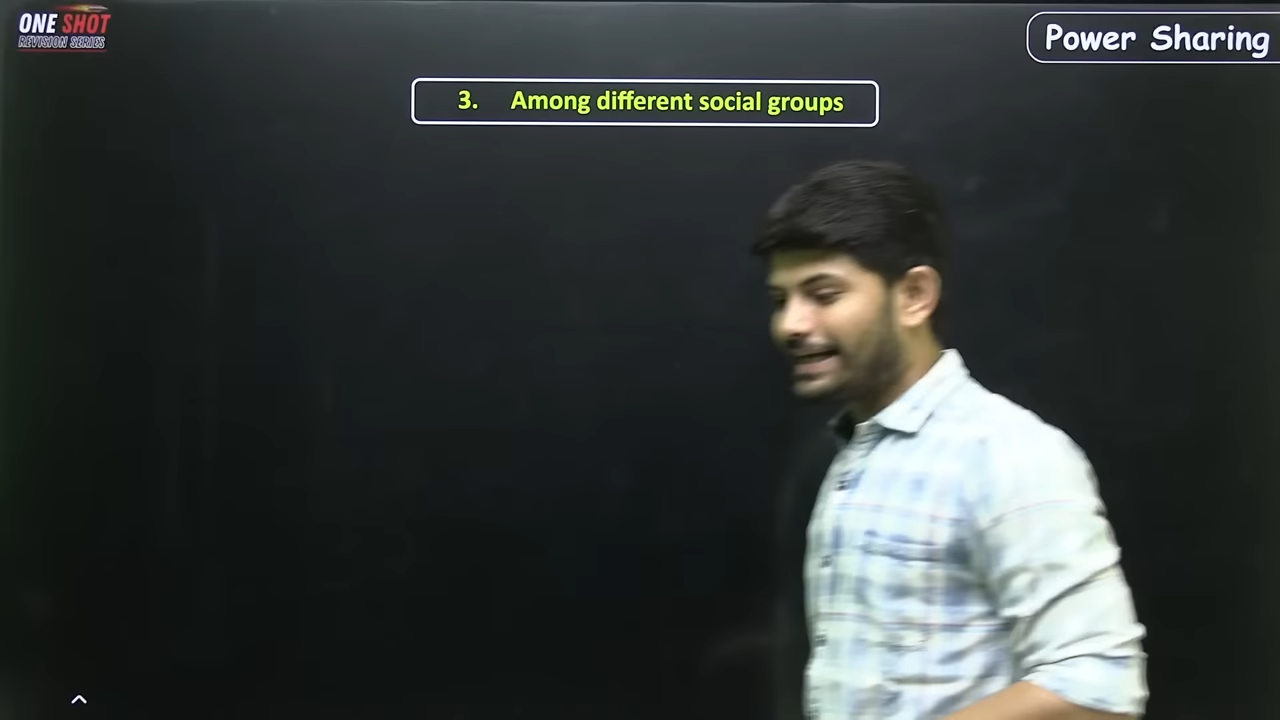 ONE SHOT
REVISION SERIES
Power Sharing
3. Among different social groups